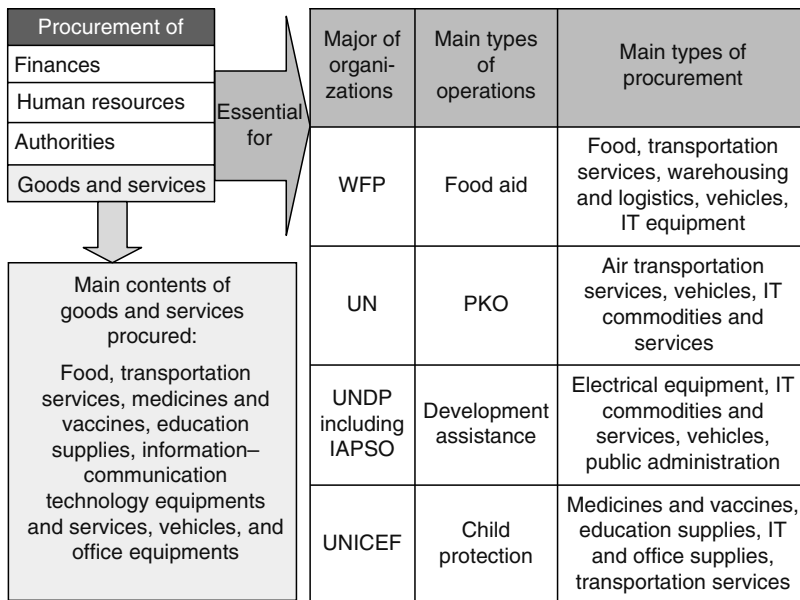 Procurement of
Finances
Human resources
Authorities
Goods and services
Essential
for
Main contents of
goods and services
procured:
Food, transportation
services, medicines and
vaccines, education
supplies, information–
communication
technology equipments
and services, vehicles, and
office equipments
Major of
organi-
zations
Main types
of
operations
Main types of
procurement
WFP
Food aid
Food, transportation
services, warehousing
and logistics, vehicles,
IT equipment
UN
PKO
Air transportation
services, vehicles, IT
commodities and
services
UNDP
including
IAPSO
Development
assistance
Electrical equipment, IT
commodities and
services, vehicles,
public administration
UNICEF
Child
protection
Medicines and vaccines,
education supplies, IT
and office supplies,
transportation services